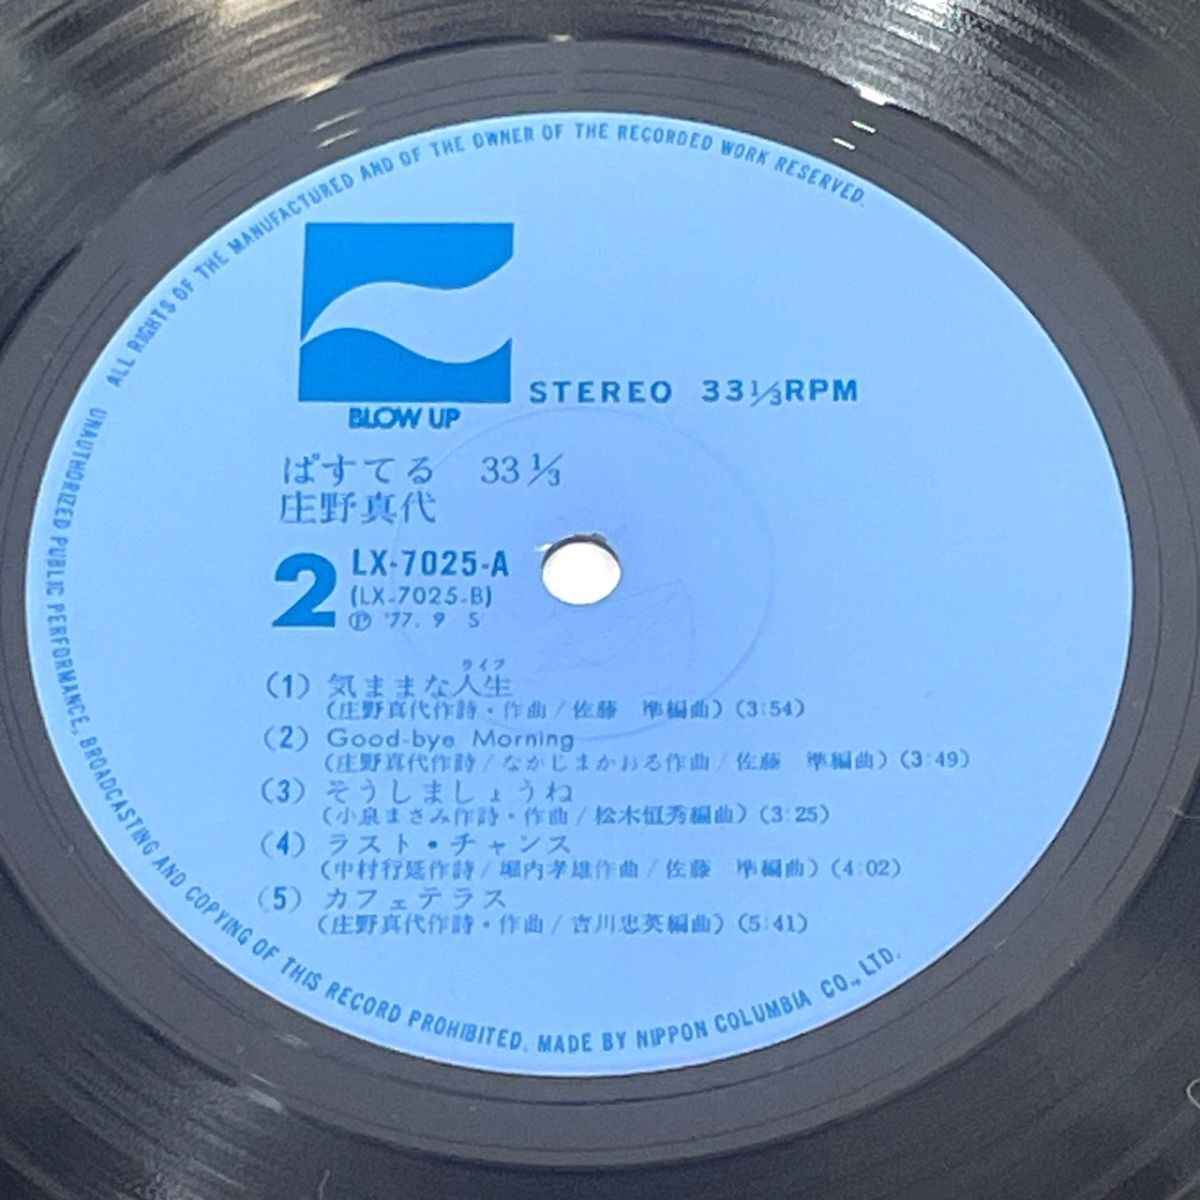 ALL RIGHTS OF THE MANUFACTURED AND OF THE OWNER OF THE RECORDED WORK RESERVED.
BLOW UP
STEREO 33 1/3 RPM
ぱすてる 33 1/3
庄野真代
2 LX-7025-A
(LX-7025-B)
Ⓟ '77. 9 S
ライフ
(1) 気ままな人生
(庄野真代作詩・作曲/佐藤 準編曲) (3:54)
(2) Good-bye Morning
(庄野真代作詩/なかじまかおる作曲/佐藤 準編曲) (3:49)
(3) そうしましょうね
(小泉まさみ作詩・作曲/松木恒秀編曲) (3:25)
(4) ラスト・チャンス
(中村行延作詩/堀内孝雄作曲/佐藤 準編曲) (4:02)
(5) カフェテラス
(庄野真代作詩・作曲/吉川忠英編曲) (5:41)
UNAUTHORIZED PUBLIC PERFORMANCE, BROADCASTING AND COPYING OF THIS RECORD PROHIBITED. MADE BY NIPPON COLUMBIA CO., LTD.